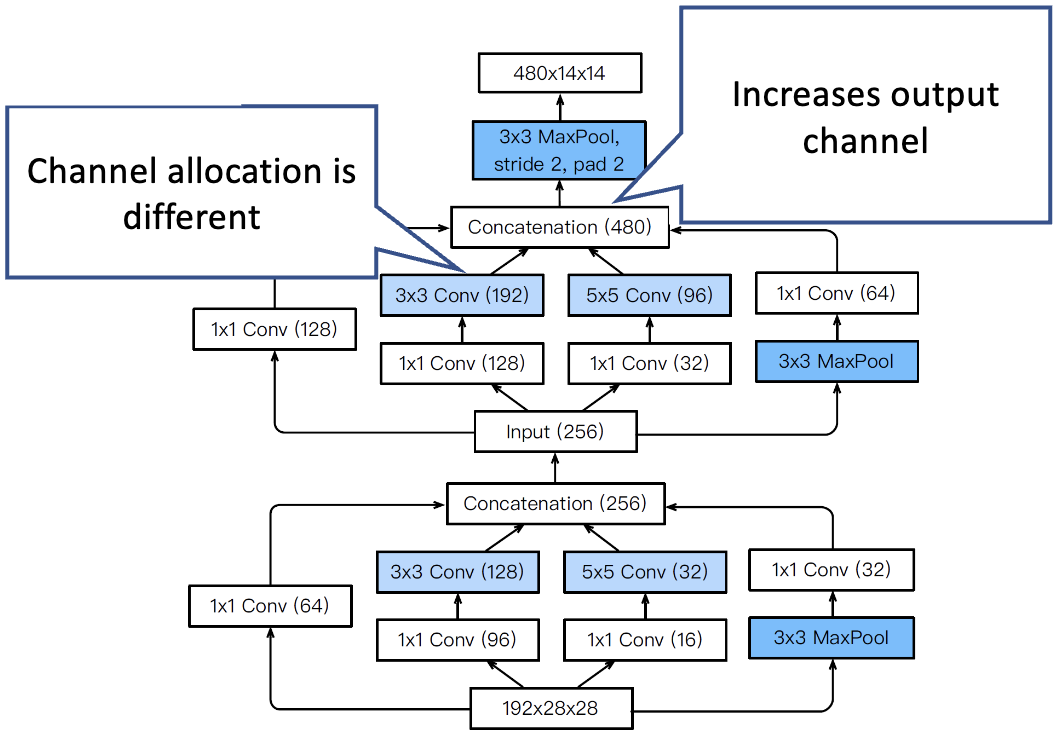 480x14x14
3x3 MaxPool,
stride 2, pad 2
Increases output
channel
Channel allocation is
different
Concatenation (480)
3x3 Conv (192)
5x5 Conv (96)
1x1 Conv (64)
1x1 Conv (128)
1x1 Conv (128)
1x1 Conv (32)
3x3 MaxPool
Input (256)
Concatenation (256)
3x3 Conv (128)
5x5 Conv (32)
1x1 Conv (32)
1x1 Conv (64)
1x1 Conv (96)
1x1 Conv (16)
3x3 MaxPool
192x28x28